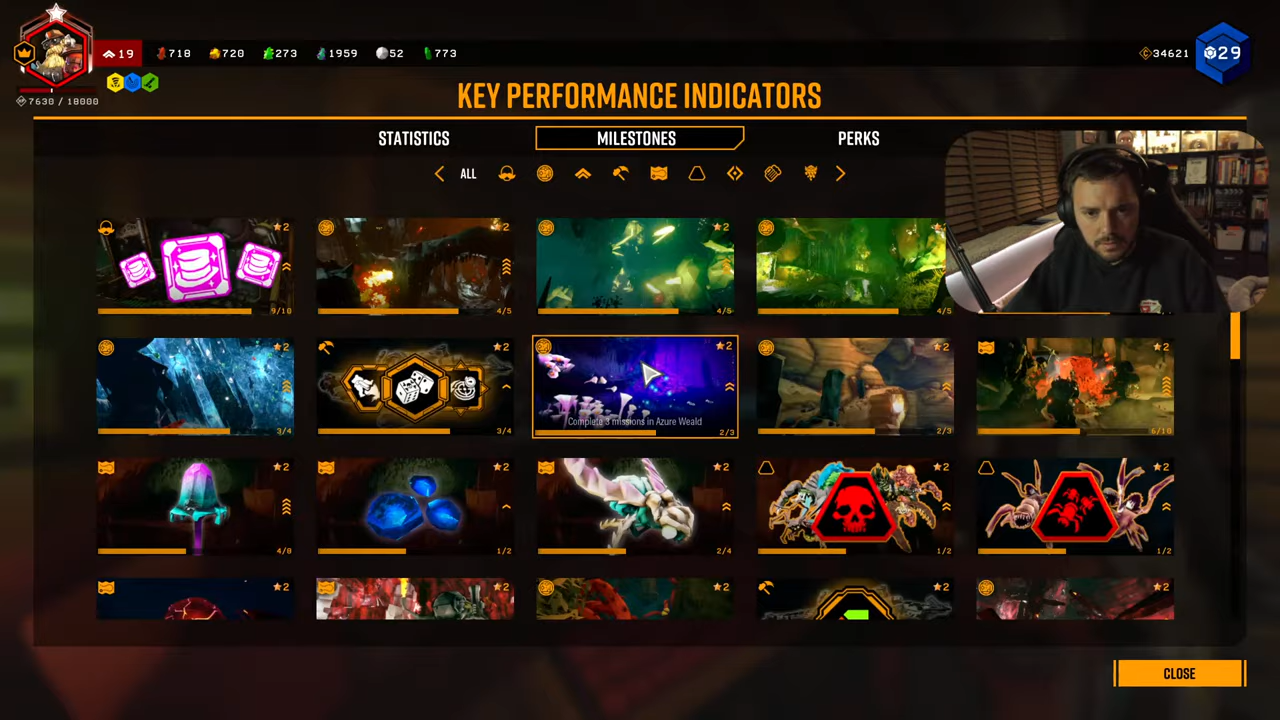 19 718 720 273 1959 52 773 34621 29
7630 / 18000
KEY PERFORMANCE INDICATORS
STATISTICS MILESTONES PERKS
ALL
2 2 2 2
9/10 4/5 4/5 4/5
2 2 2 2 2
Complete 3 missions in Azure Weald
3/4 3/4 2/3 2/3 6/10
2 2 2 2 2
4/8 1/2 2/4 1/2 1/2
2 2 2 2 2
CLOSE